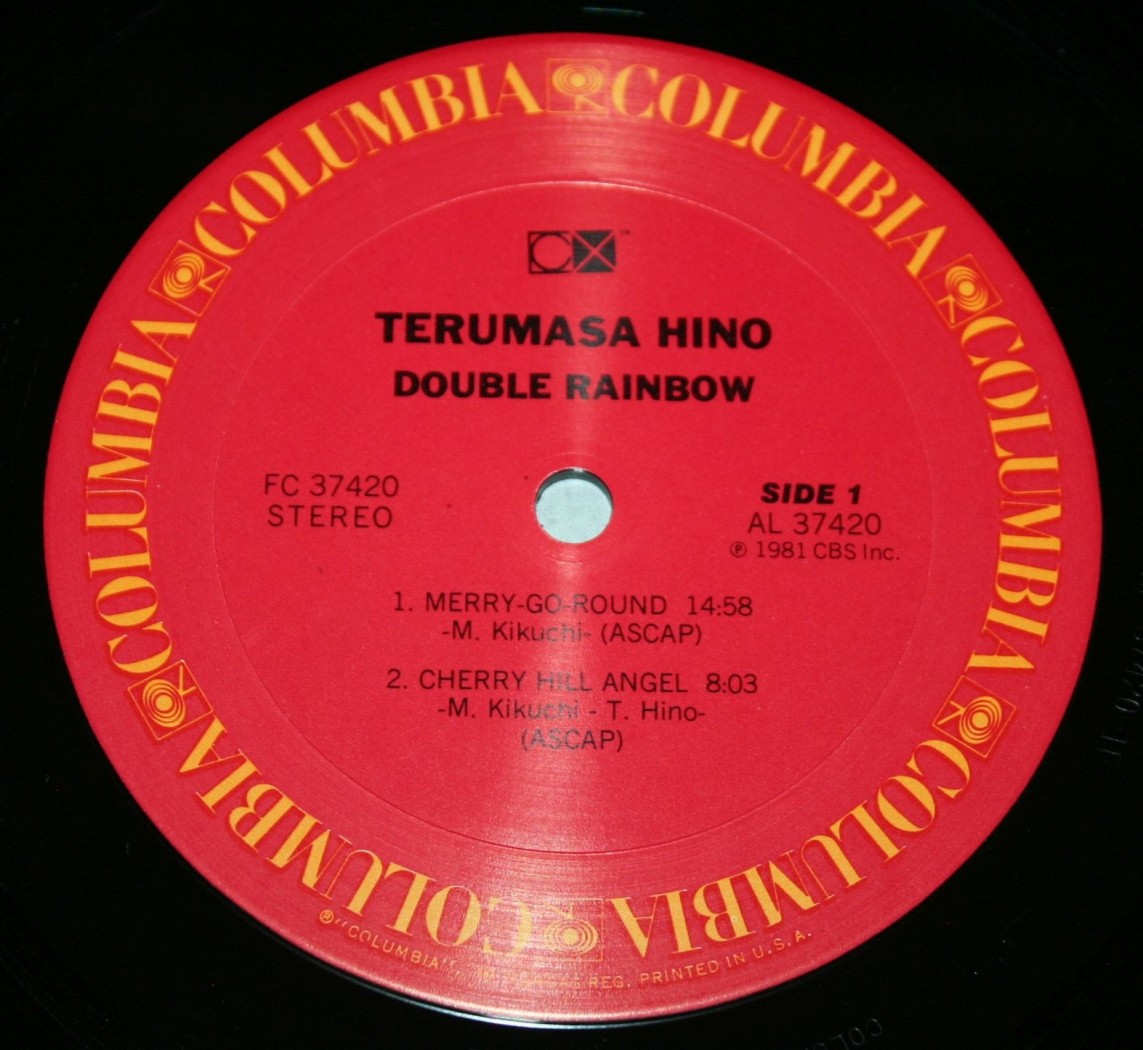 COLUMBIA COLUMBIA COLUMBIA COLUMBIA COLUMBIA COLUMBIA
CX™
TERUMASA HINO
DOUBLE RAINBOW
FC 37420
STEREO
SIDE 1
AL 37420
℗ 1981 CBS Inc.
1. MERRY-GO-ROUND 14:58
-M. Kikuchi- (ASCAP)
2. CHERRY HILL ANGEL 8:03
-M. Kikuchi - T. Hino-
(ASCAP)
® "COLUMBIA", REG. PRINTED IN U.S.A.